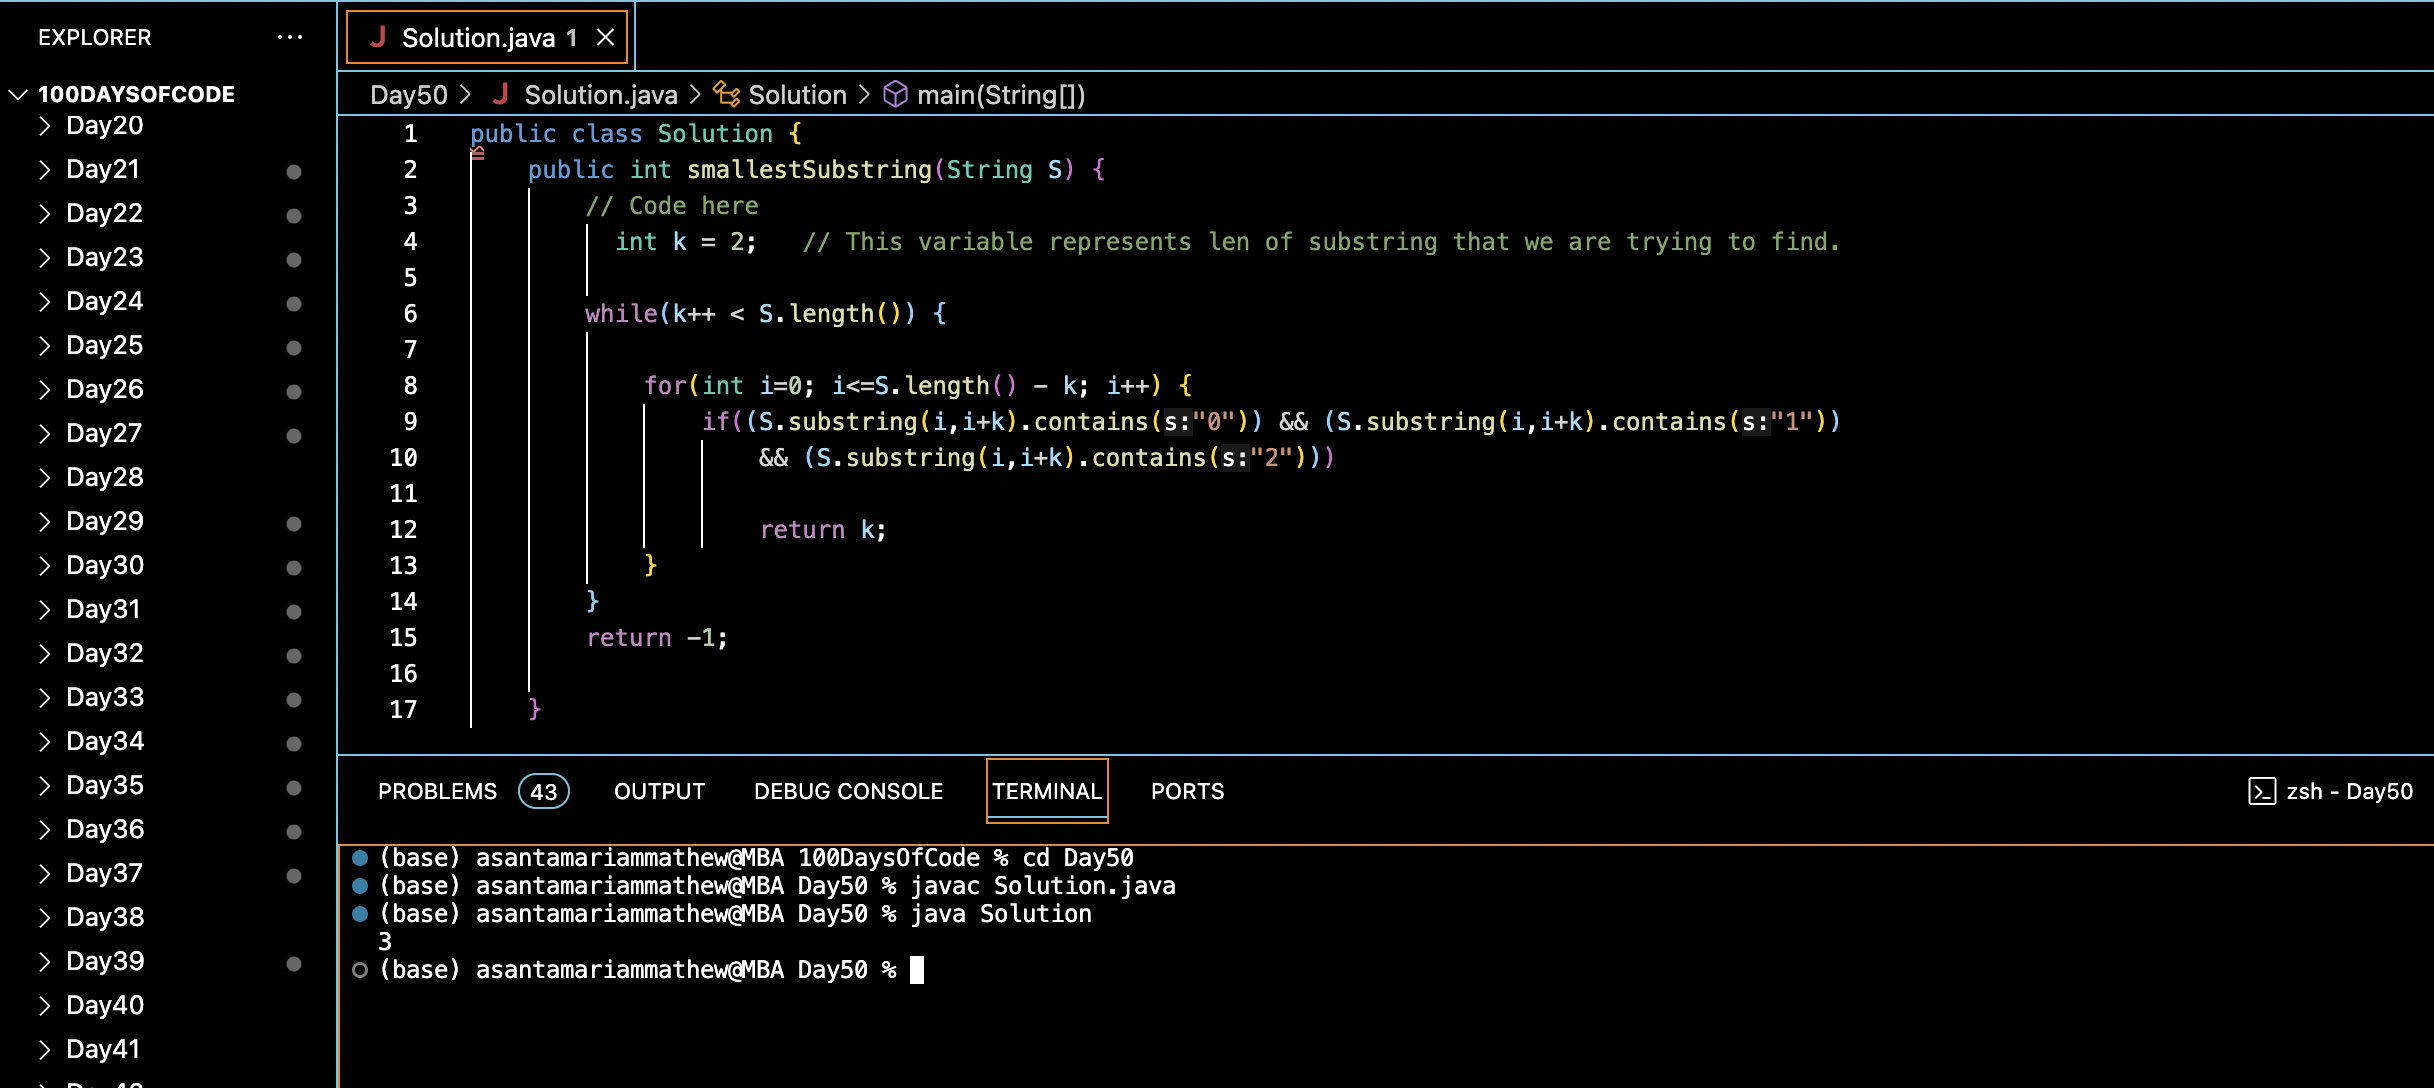 EXPLORER ...
100DAYSOFCODE
Day20
Day21
Day22
Day23
Day24
Day25
Day26
Day27
Day28
Day29
Day30
Day31
Day32
Day33
Day34
Day35
Day36
Day37
Day38
Day39
Day40
Day41
J Solution.java 1 ×
Day50 > J Solution.java > Solution > main(String[])
1 public class Solution {
2 public int smallestSubstring(String S) {
3 // Code here
4 int k = 2; // This variable represents len of substring that we are trying to find.
5
6 while(k++ < S.length()) {
7
8 for(int i=0; i<=S.length() - k; i++) {
9 if((S.substring(i,i+k).contains(s:"0")) && (S.substring(i,i+k).contains(s:"1"))
10 && (S.substring(i,i+k).contains(s:"2")))
11
12 return k;
13 }
14 }
15 return -1;
16
17 }
PROBLEMS 43 OUTPUT DEBUG CONSOLE TERMINAL PORTS zsh - Day50
(base) asantamariammathew@MBA 100DaysOfCode % cd Day50
(base) asantamariammathew@MBA Day50 % javac Solution.java
(base) asantamariammathew@MBA Day50 % java Solution
3
(base) asantamariammathew@MBA Day50 %